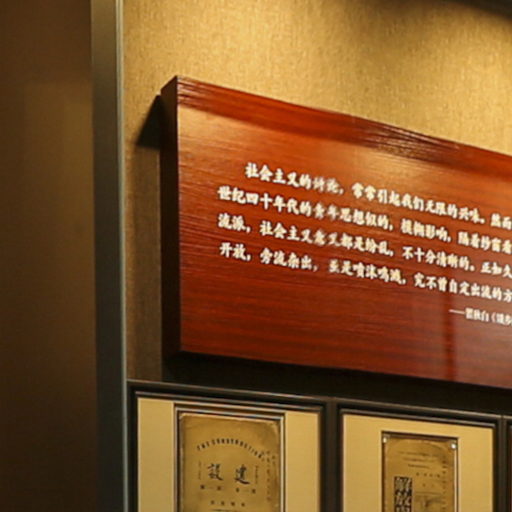 社会主义的讨论，常常引起我们无限的兴味。然而
世纪四十年代的青年思想似的，模糊影响，隔着纱窗看
流派，社会主义意义都是纷乱，不十分清晰的。正如久
开放，旁流杂出，虽是喷沫鸣溅，究不曾自定出流的方
——瞿秋白《饿乡
THE CONSTRUCTION
建設
解放